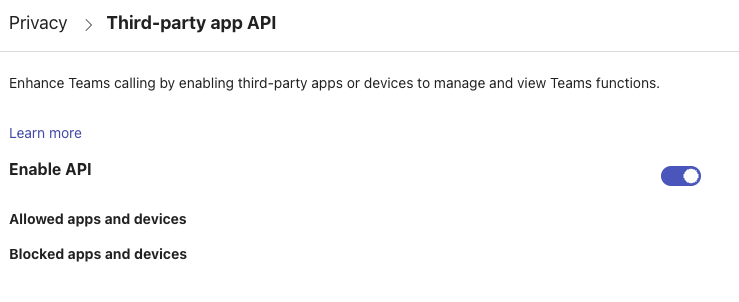 Privacy > Third-party app API
Enhance Teams calling by enabling third-party apps or devices to manage and view Teams functions.
Learn more
Enable API
Allowed apps and devices
Blocked apps and devices